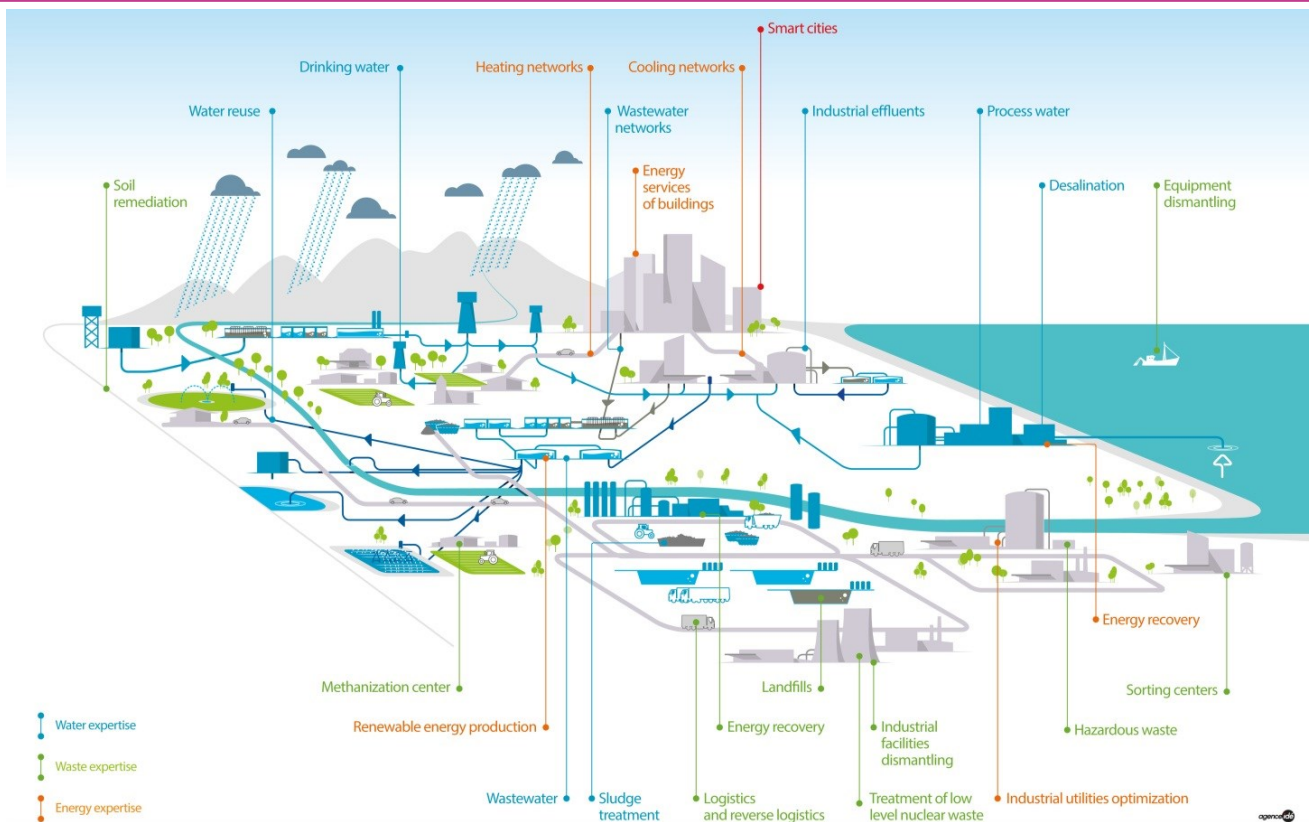 Smart cities
Drinking water
Heating networks
Cooling networks
Water reuse
Wastewater
networks
Industrial effluents
Process water
Soil
remediation
Energy
services
of buildings
Desalination
Equipment
dismantling
Energy recovery
Methanization center
Landfills
Sorting centers
Water expertise
Renewable energy production
Energy recovery
Industrial
facilities
dismantling
Hazardous waste
Waste expertise
Energy expertise
Wastewater
Sludge
treatment
Logistics
and reverse logistics
Treatment of low
level nuclear waste
Industrial utilities optimization